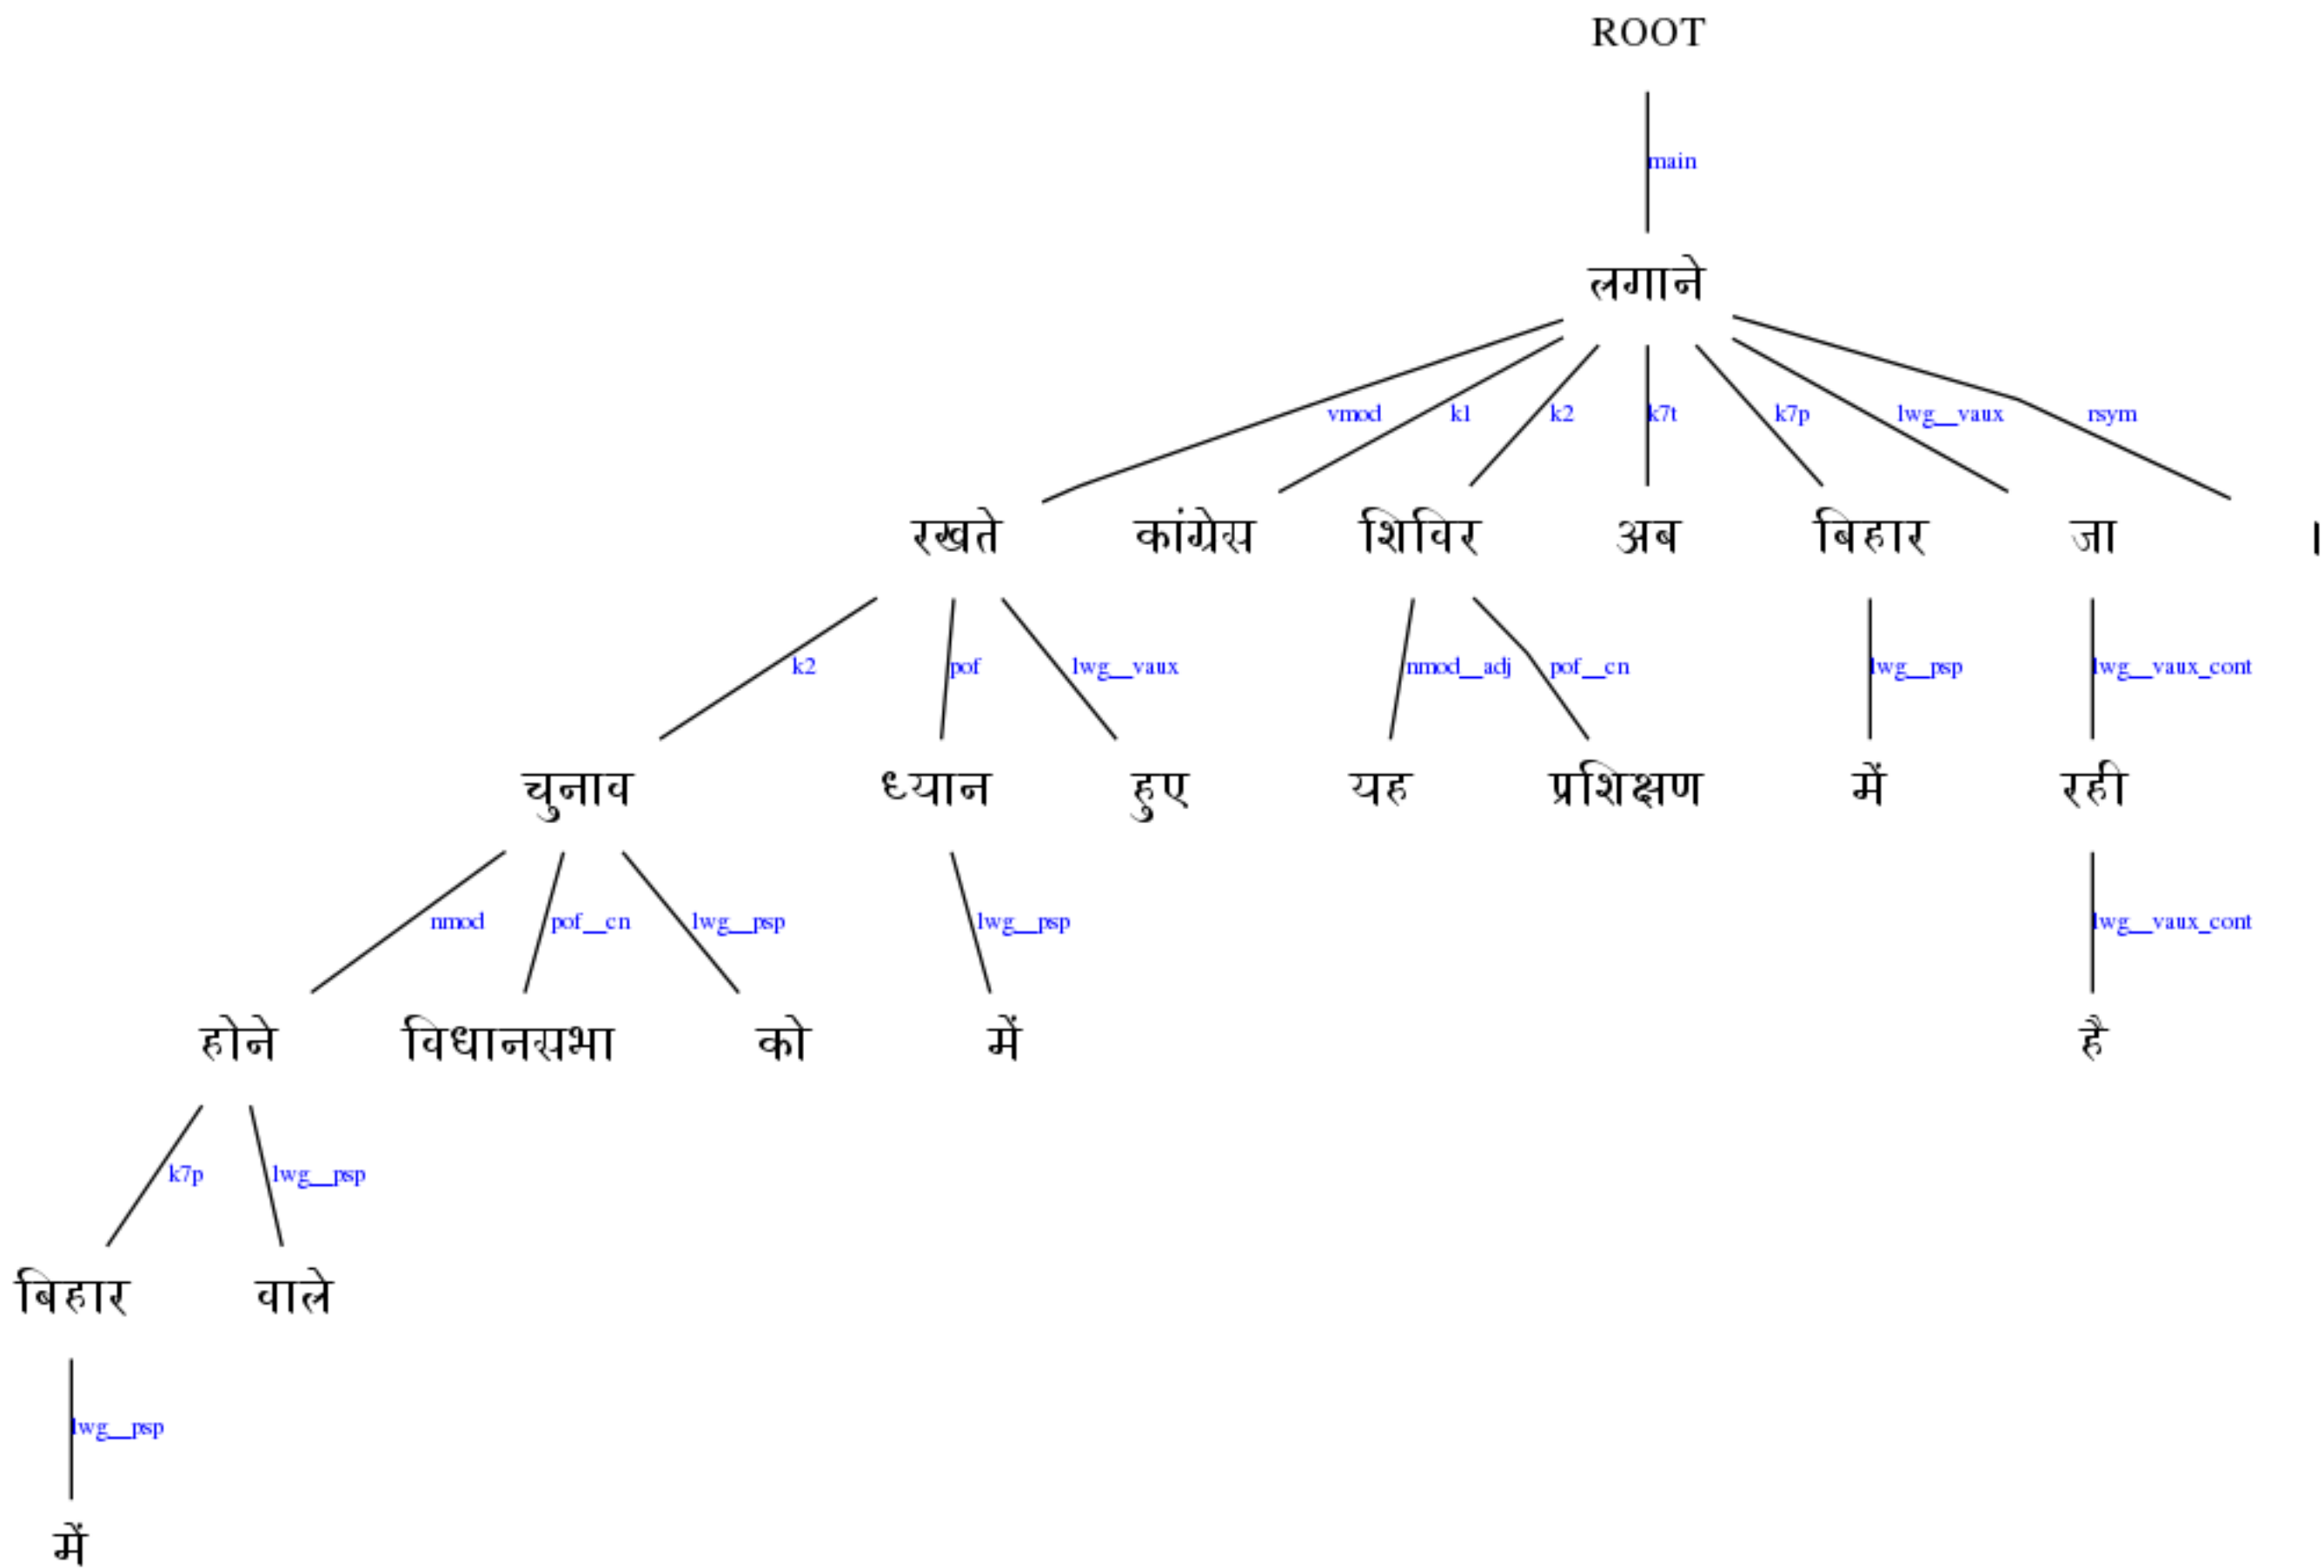 ROOT
main
लगाने
vmod k1 k2 k7t k7p lwg__vaux rsym
रखते कांग्रेस शिविर अब बिहार जा ।
k2 pof lwg__vaux nmod__adj pof__cn lwg__psp lwg__vaux_cont
चुनाव ध्यान हुए यह प्रशिक्षण में रही
nmod pof__cn lwg__psp lwg__psp lwg__vaux_cont
होने विधानसभा को में है
k7p lwg__psp
बिहार वाले
lwg__psp
में